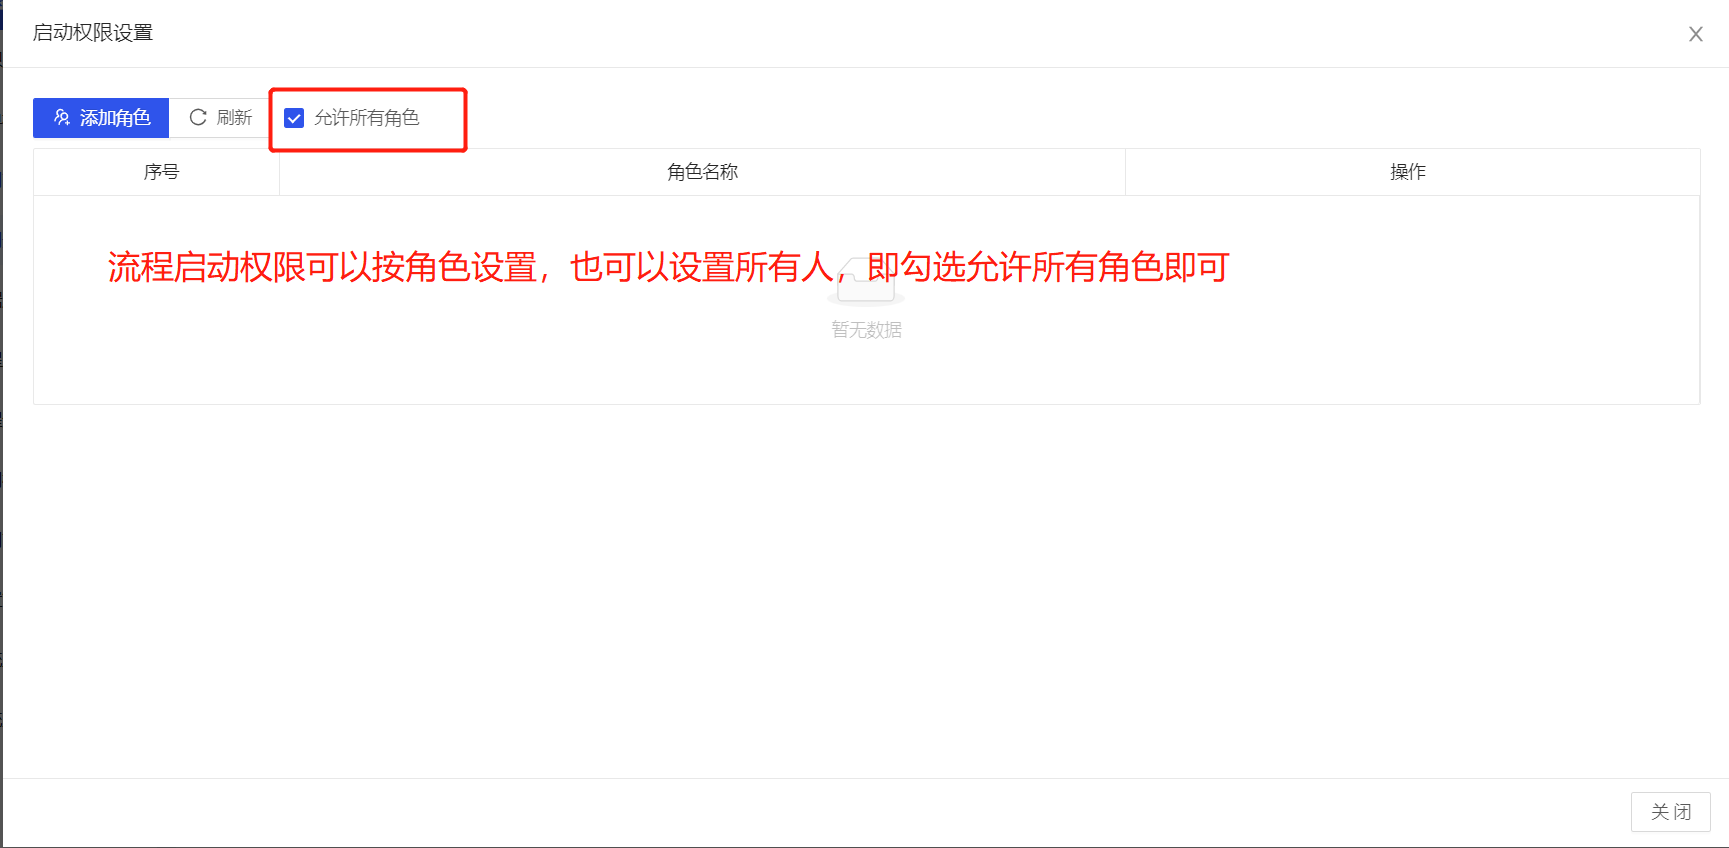 启动权限设置
添加角色 刷新 允许所有角色
序号 角色名称 操作
流程启动权限可以按角色设置，也可以设置所有人，即勾选允许所有角色即可
暂无数据
关 闭